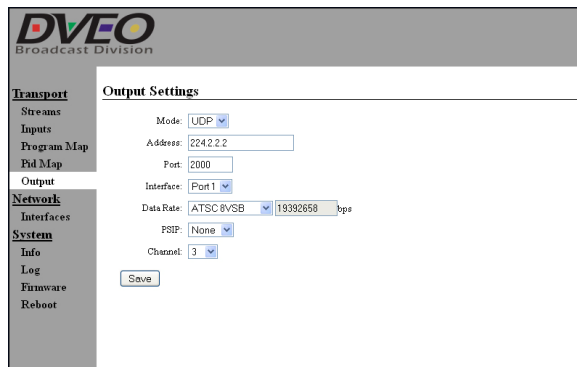 DVEO
Broadcast Division
Transport
Streams
Inputs
Program Map
Pid Map
Output
Network
Interfaces
System
Info
Log
Firmware
Reboot
Output Settings
Mode: UDP
Address: 224.2.2.2
Port: 2000
Interface: Port 1
Data Rate: ATSC 8VSB 19392658 bps
PSIP: None
Channel: 3
Save